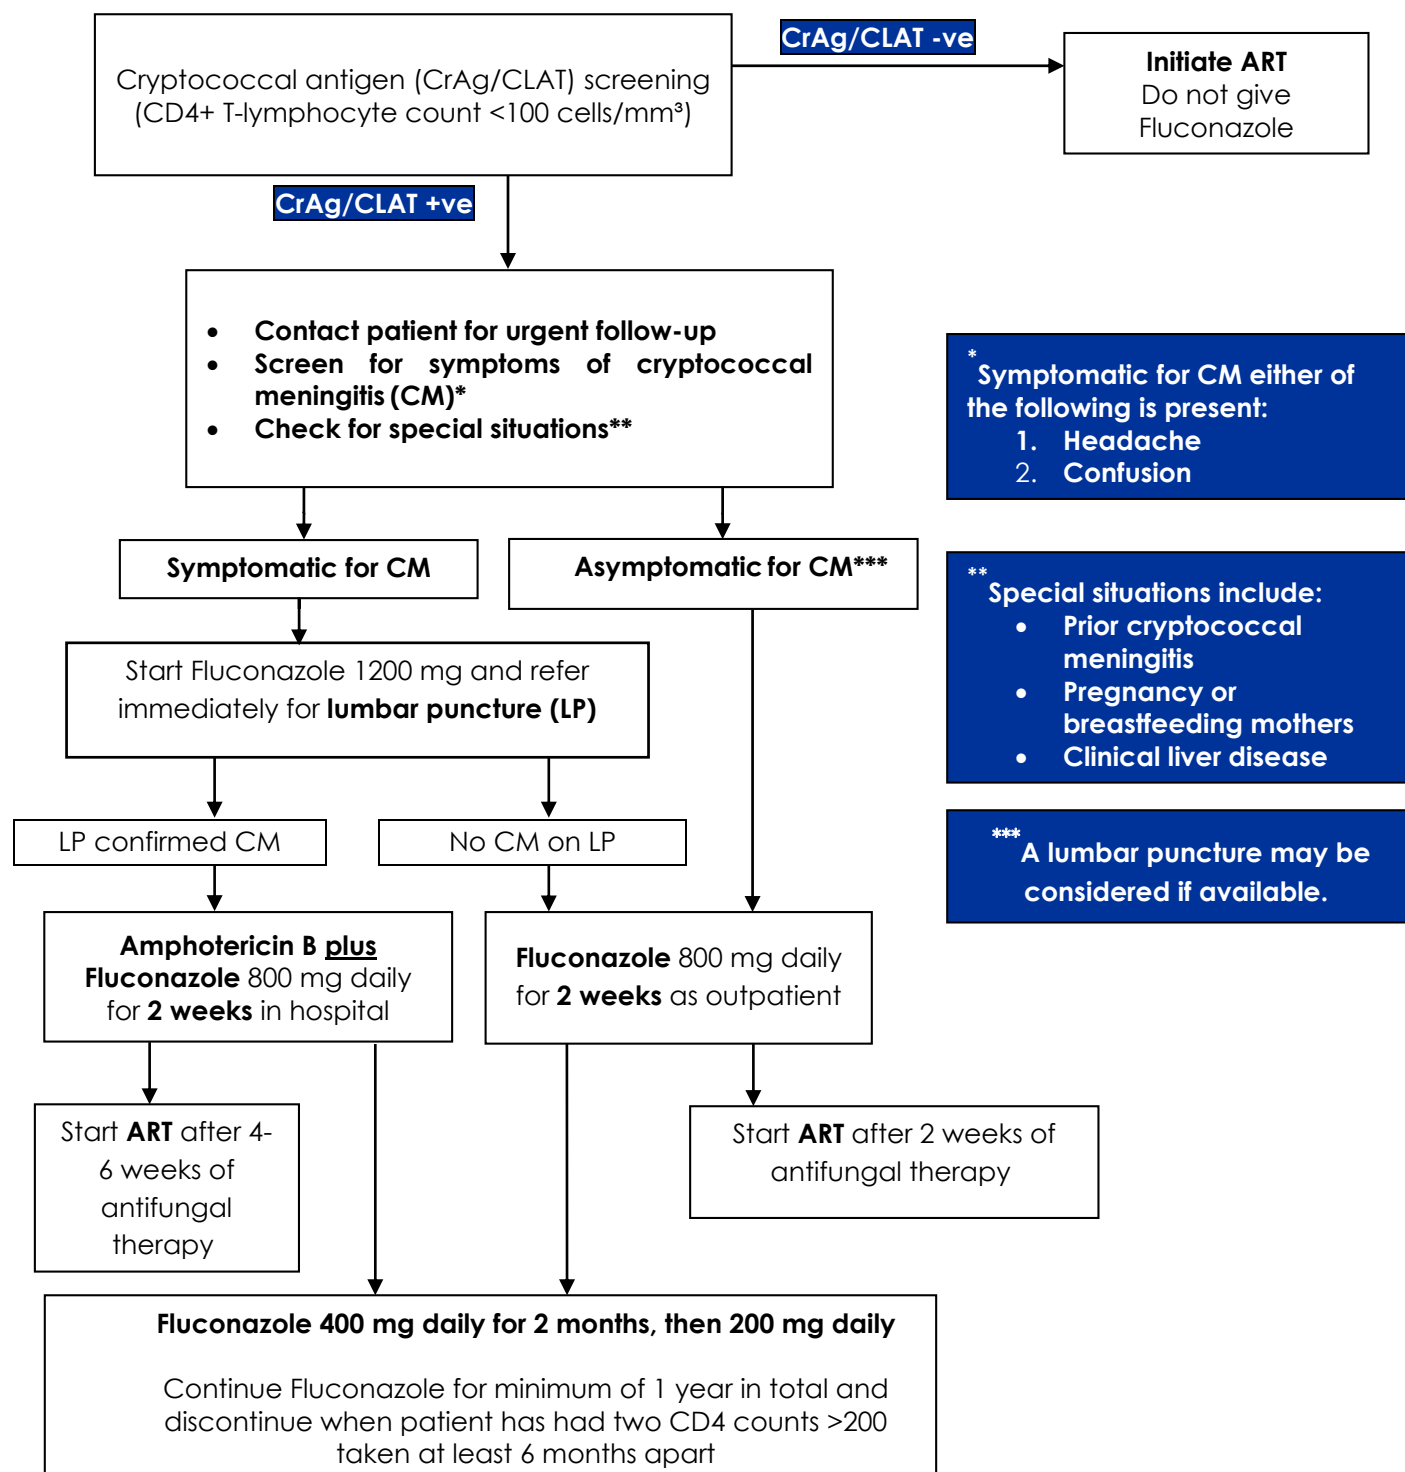 CrAg/CLAT -ve
Cryptococcal antigen (CrAg/CLAT) screening
(CD4+ T-lymphocyte count <100 cells/mm³)
Initiate ART
Do not give
Fluconazole
CrAg/CLAT +ve
• Contact patient for urgent follow-up
• Screen for symptoms of cryptococcal
meningitis (CM)*
• Check for special situations**
*Symptomatic for CM either of
the following is present:
1. Headache
2. Confusion
Symptomatic for CM
Asymptomatic for CM***
**Special situations include:
• Prior cryptococcal
meningitis
• Pregnancy or
breastfeeding mothers
• Clinical liver disease
Start Fluconazole 1200 mg and refer
immediately for lumbar puncture (LP)
LP confirmed CM
No CM on LP
***A lumbar puncture may be
considered if available.
Amphotericin B plus
Fluconazole 800 mg daily
for 2 weeks in hospital
Fluconazole 800 mg daily
for 2 weeks as outpatient
Start ART after 4-
6 weeks of
antifungal
therapy
Start ART after 2 weeks of
antifungal therapy
Fluconazole 400 mg daily for 2 months, then 200 mg daily
Continue Fluconazole for minimum of 1 year in total and
discontinue when patient has had two CD4 counts >200
taken at least 6 months apart